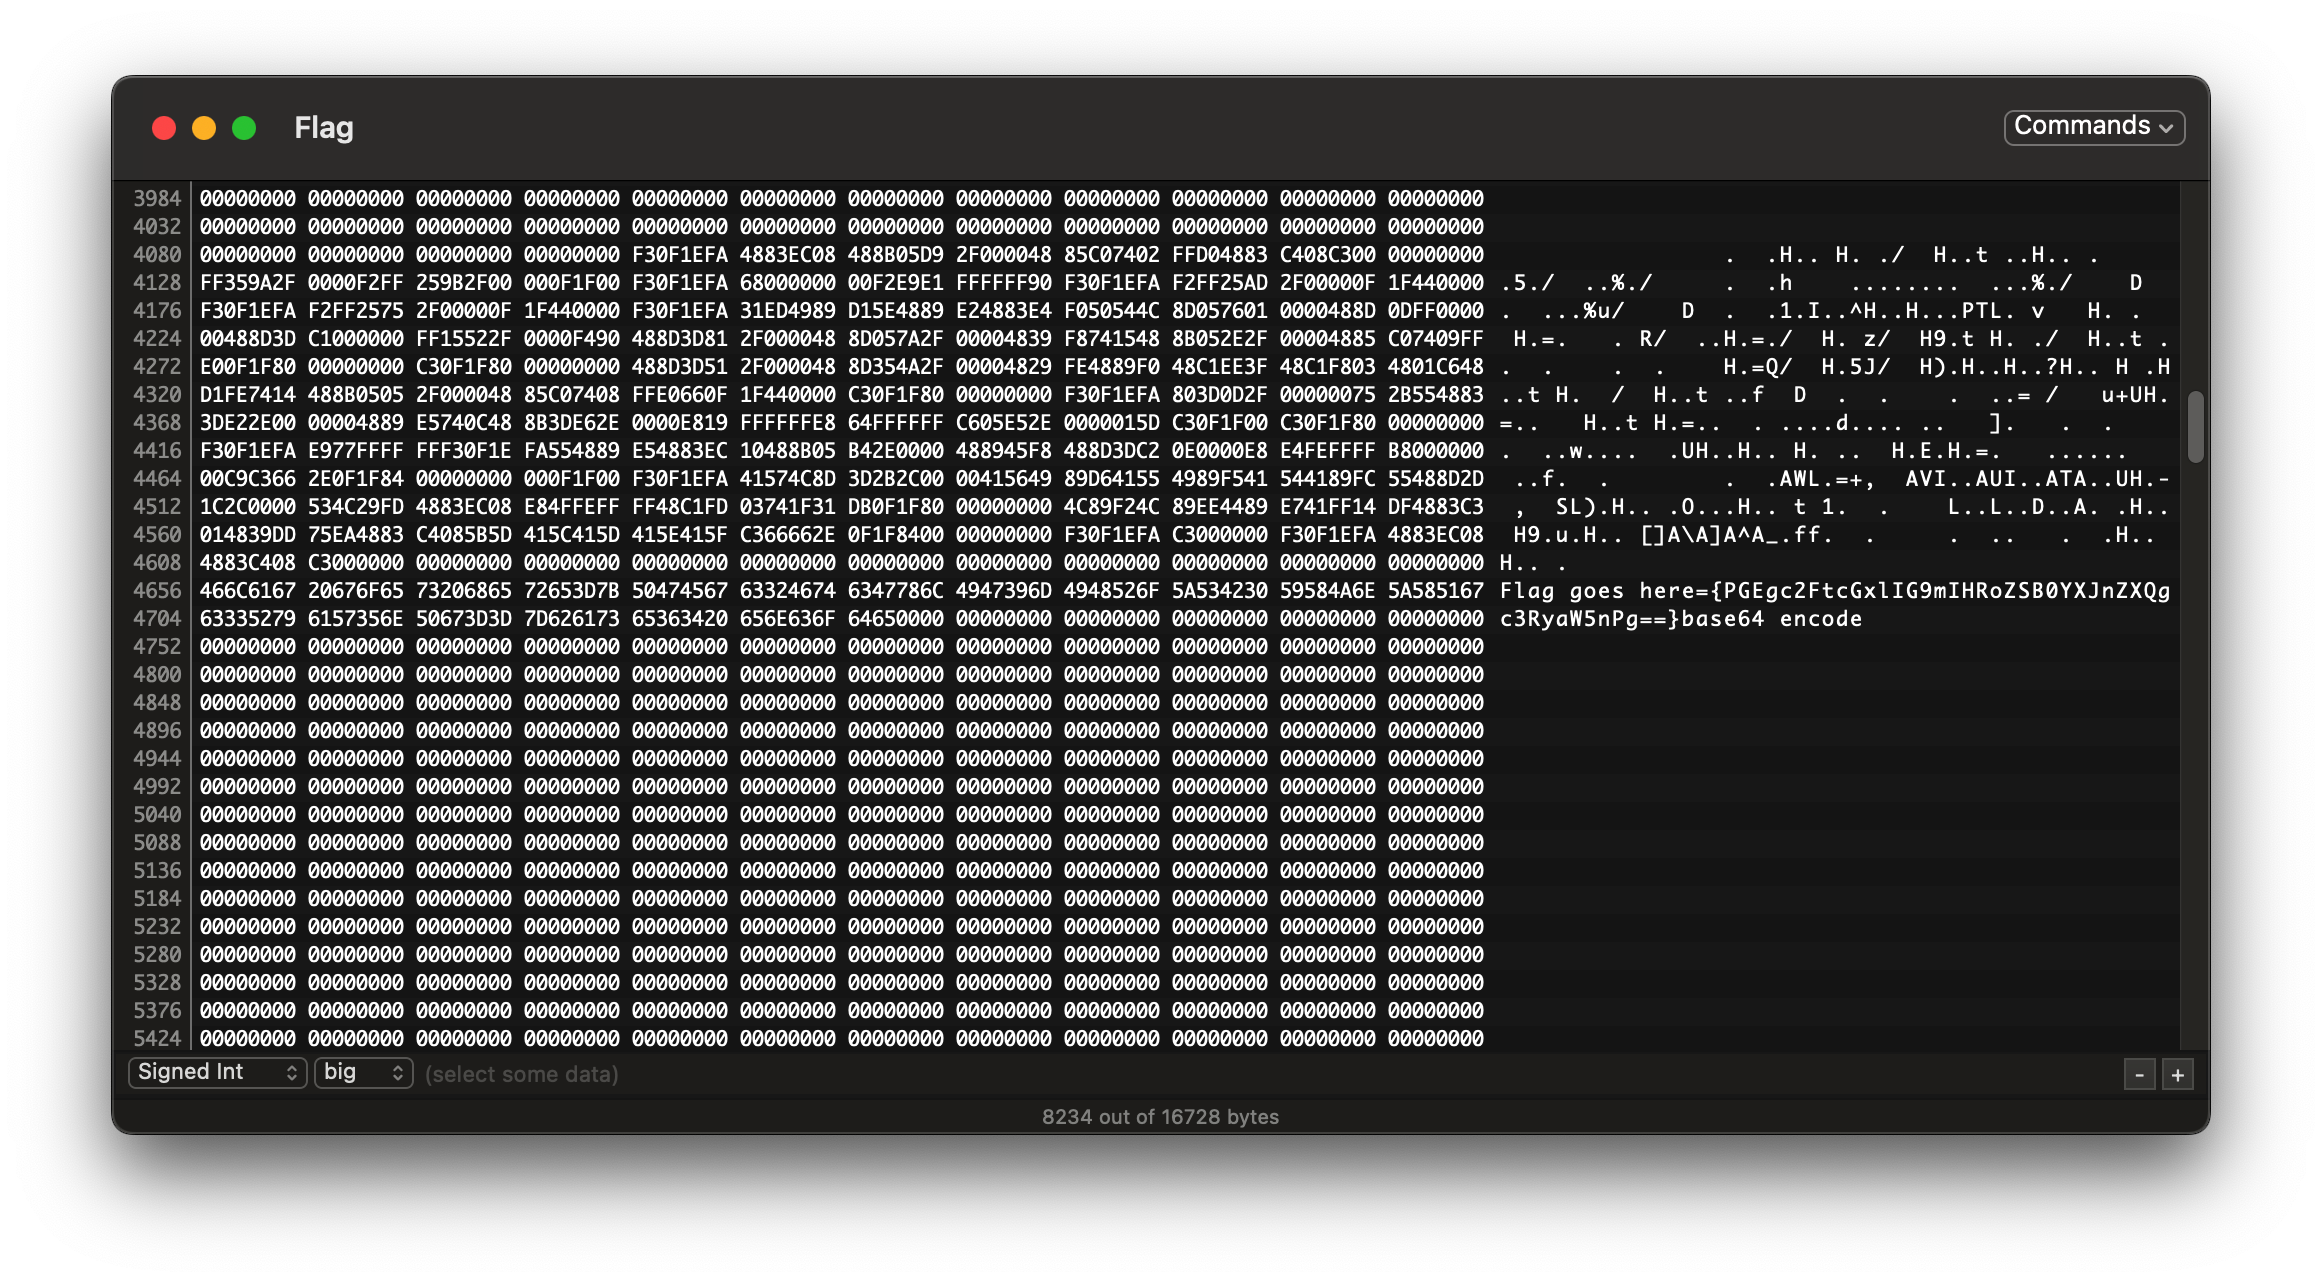 Flag
Commands
3984 00000000 00000000 00000000 00000000 00000000 00000000 00000000 00000000 00000000 00000000 00000000 00000000
4032 00000000 00000000 00000000 00000000 00000000 00000000 00000000 00000000 00000000 00000000 00000000 00000000
4080 00000000 00000000 00000000 00000000 F30F1EFA 4883EC08 488B05D9 2F000048 85C07402 FFD04883 C408C300 00000000 . .H.. H. ./ H..t ..H.. .
4128 FF359A2F 0000F2FF 259B2F00 000F1F00 F30F1EFA 68000000 00F2E9E1 FFFFFF90 F30F1EFA F2FF25AD 2F00000F 1F440000 .5./ ..%./ . .h ........ ...%./ D
4176 F30F1EFA F2FF2575 2F00000F 1F440000 F30F1EFA 31ED4989 D15E4889 E24883E4 F050544C 8D057601 0000488D 0DFF0000 . ...%u/ D . .1.I..^H..H...PTL. v H. .
4224 00488D3D C1000000 FF15522F 0000F490 488D3D81 2F000048 8D057A2F 00004839 F8741548 8B052E2F 00004885 C07409FF H.=. . R/ ..H.=./ H. z/ H9.t H. ./ H..t .
4272 E00F1F80 00000000 C30F1F80 00000000 488D3D51 2F000048 8D354A2F 00004829 FE4889F0 48C1EE3F 48C1F803 4801C648 . . . . H.=Q/ H.5J/ H).H..H..?H.. H .H
4320 D1FE7414 488B0505 2F000048 85C07408 FFE0660F 1F440000 C30F1F80 00000000 F30F1EFA 803D0D2F 00000075 2B554883 ..t H. / H..t ..f D . . . ..= / u+UH.
4368 3DE22E00 00004889 E5740C48 8B3DE62E 0000E819 FFFFFFE8 64FFFFFF C605E52E 0000015D C30F1F00 C30F1F80 00000000 =.. H..t H.=.. . ....d.... .. ]. . .
4416 F30F1EFA E977FFFF FFF30F1E FA554889 E54883EC 10488B05 B42E0000 488945F8 488D3DC2 0E0000E8 E4FEFFFF B8000000 . ..w.... .UH..H.. H. .. H.E.H.=. ......
4464 00C9C366 2E0F1F84 00000000 000F1F00 F30F1EFA 41574C8D 3D2B2C00 00415649 89D64155 4989F541 544189FC 55488D2D ..f. . . .AWL.=+, AVI..AUI..ATA..UH.-
4512 1C2C0000 534C29FD 4883EC08 E84FFEFF FF48C1FD 03741F31 DB0F1F80 00000000 4C89F24C 89EE4489 E741FF14 DF4883C3 , SL).H.. .O...H.. t 1. . L..L..D..A. .H..
4560 014839DD 75EA4883 C4085B5D 415C415D 415E415F C366662E 0F1F8400 00000000 F30F1EFA C3000000 F30F1EFA 4883EC08 H9.u.H.. []A\A]A^A_.ff. . . .. . .H..
4608 4883C408 C3000000 00000000 00000000 00000000 00000000 00000000 00000000 00000000 00000000 00000000 00000000 H.. .
4656 466C6167 20676F65 73206865 72653D7B 50474567 63324674 6347786C 4947396D 4948526F 5A534230 59584A6E 5A585167 Flag goes here={PGEgc2FtcGxlIG9mIHRoZSB0YXJnZXQg
4704 63335279 6157356E 50673D3D 7D626173 65363420 656E636F 64650000 00000000 00000000 00000000 00000000 00000000 c3RyaW5nPg==}base64 encode
4752 00000000 00000000 00000000 00000000 00000000 00000000 00000000 00000000 00000000 00000000 00000000 00000000
4800 00000000 00000000 00000000 00000000 00000000 00000000 00000000 00000000 00000000 00000000 00000000 00000000
4848 00000000 00000000 00000000 00000000 00000000 00000000 00000000 00000000 00000000 00000000 00000000 00000000
4896 00000000 00000000 00000000 00000000 00000000 00000000 00000000 00000000 00000000 00000000 00000000 00000000
4944 00000000 00000000 00000000 00000000 00000000 00000000 00000000 00000000 00000000 00000000 00000000 00000000
4992 00000000 00000000 00000000 00000000 00000000 00000000 00000000 00000000 00000000 00000000 00000000 00000000
5040 00000000 00000000 00000000 00000000 00000000 00000000 00000000 00000000 00000000 00000000 00000000 00000000
5088 00000000 00000000 00000000 00000000 00000000 00000000 00000000 00000000 00000000 00000000 00000000 00000000
5136 00000000 00000000 00000000 00000000 00000000 00000000 00000000 00000000 00000000 00000000 00000000 00000000
5184 00000000 00000000 00000000 00000000 00000000 00000000 00000000 00000000 00000000 00000000 00000000 00000000
5232 00000000 00000000 00000000 00000000 00000000 00000000 00000000 00000000 00000000 00000000 00000000 00000000
5280 00000000 00000000 00000000 00000000 00000000 00000000 00000000 00000000 00000000 00000000 00000000 00000000
5328 00000000 00000000 00000000 00000000 00000000 00000000 00000000 00000000 00000000 00000000 00000000 00000000
5376 00000000 00000000 00000000 00000000 00000000 00000000 00000000 00000000 00000000 00000000 00000000 00000000
5424 00000000 00000000 00000000 00000000 00000000 00000000 00000000 00000000 00000000 00000000 00000000 00000000
Signed Int big (select some data) - +
8234 out of 16728 bytes